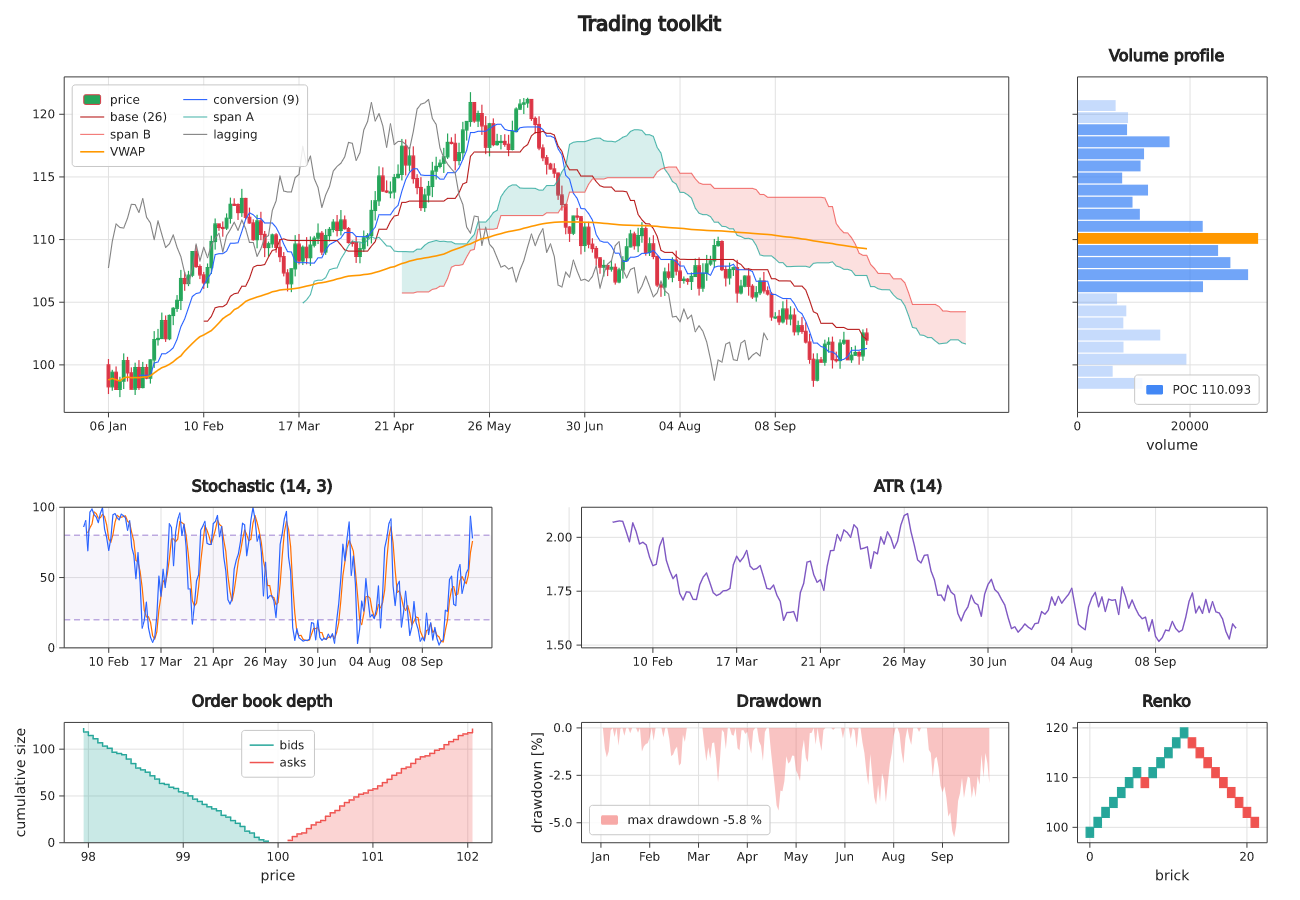 Trading toolkit
Volume profile
price
conversion (9)
base (26)
span A
span B
lagging
VWAP
120
115
110
105
100
06 Jan
10 Feb
17 Mar
21 Apr
26 May
30 Jun
04 Aug
08 Sep
POC 110.093
0
20000
volume
Stochastic (14, 3)
100
50
0
10 Feb
17 Mar
21 Apr
26 May
30 Jun
04 Aug
08 Sep
ATR (14)
2.00
1.75
1.50
10 Feb
17 Mar
21 Apr
26 May
30 Jun
04 Aug
08 Sep
Order book depth
cumulative size
100
50
0
bids
asks
98
99
100
101
102
price
Drawdown
drawdown [%]
0.0
-2.5
-5.0
max drawdown -5.8 %
Jan
Feb
Mar
Apr
May
Jun
Aug
Sep
Renko
120
110
100
0
20
brick